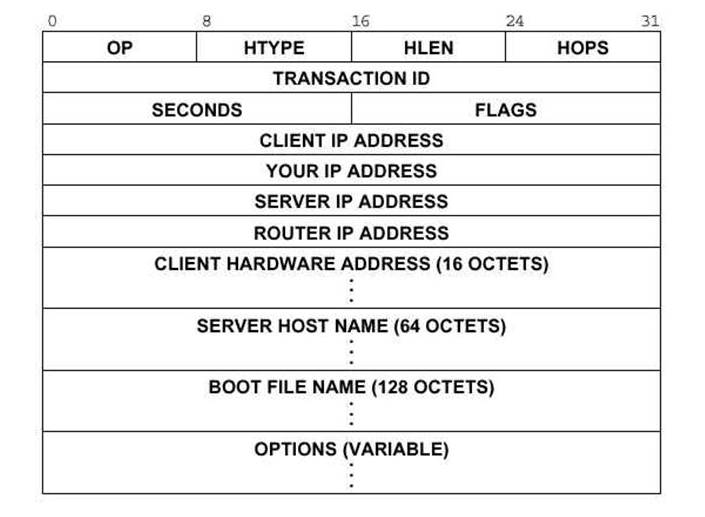 0 8 16 24 31
OP HTYPE HLEN HOPS
TRANSACTION ID
SECONDS FLAGS
CLIENT IP ADDRESS
YOUR IP ADDRESS
SERVER IP ADDRESS
ROUTER IP ADDRESS
CLIENT HARDWARE ADDRESS (16 OCTETS)
SERVER HOST NAME (64 OCTETS)
BOOT FILE NAME (128 OCTETS)
OPTIONS (VARIABLE)